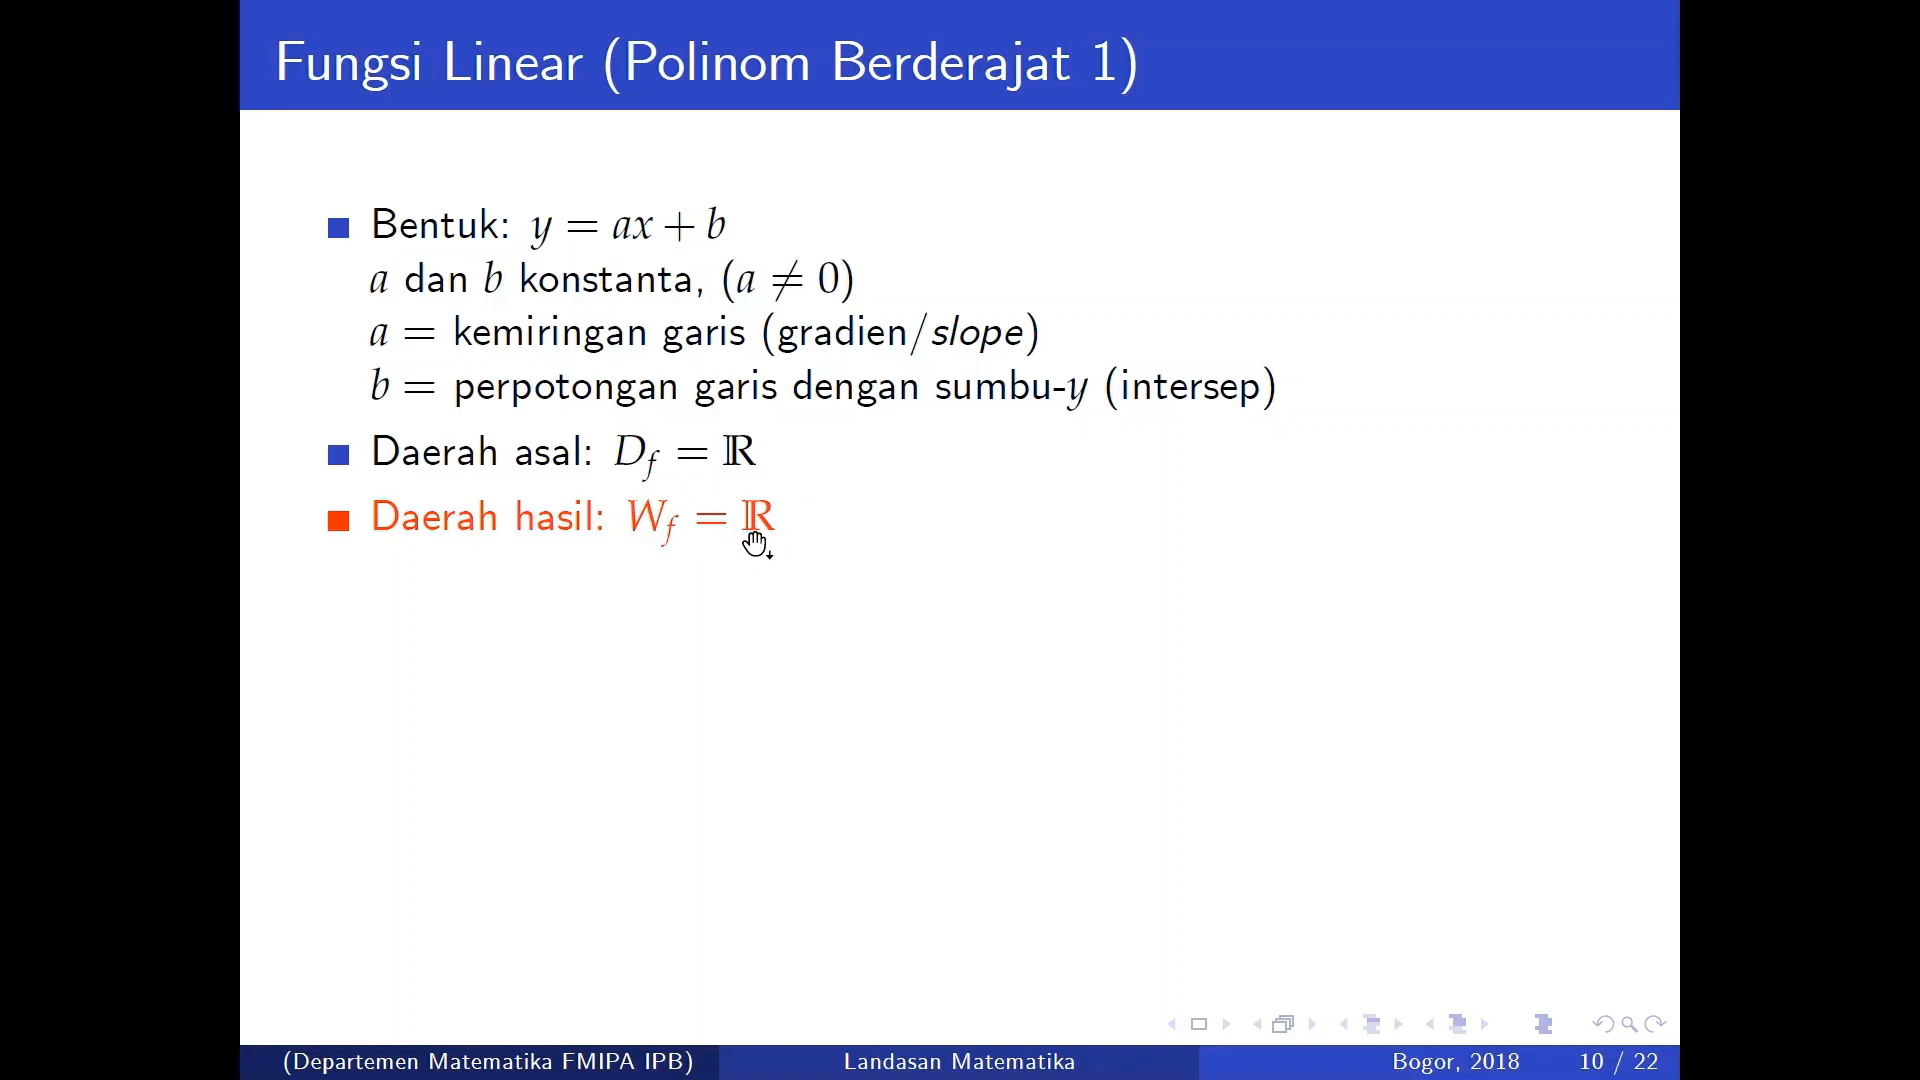 Fungsi Linear (Polinom Berderajat 1)
Bentuk: y = ax + b
a dan b konstanta, (a ≠ 0)
a = kemiringan garis (gradien/slope)
b = perpotongan garis dengan sumbu-y (intersep)
Daerah asal: D_f = ℝ
Daerah hasil: W_f = ℝ
(Departemen Matematika FMIPA IPB) Landasan Matematika Bogor, 2018 10 / 22